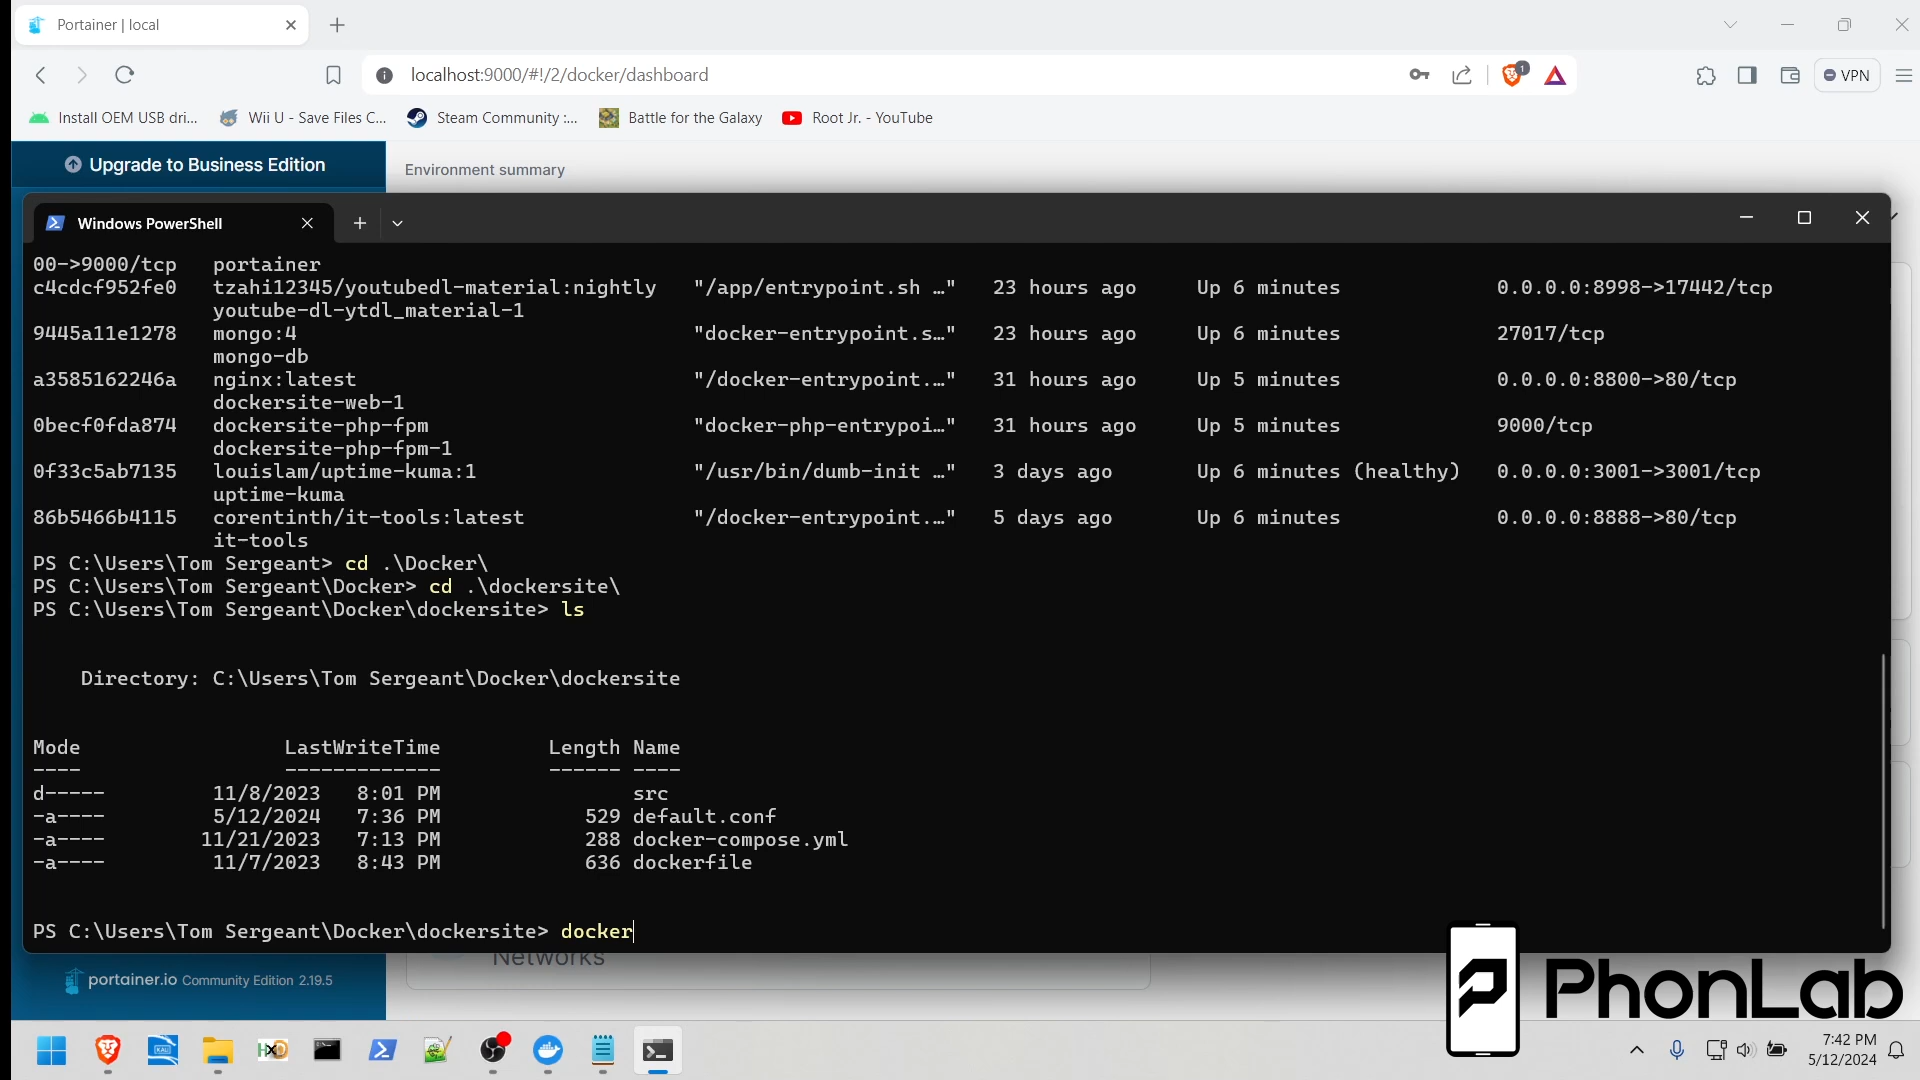 Portainer | local
localhost:9000/#!/2/docker/dashboard
1
VPN
Install OEM USB dri...
Wii U - Save Files C...
Steam Community :...
Battle for the Galaxy
Root Jr. - YouTube
Upgrade to Business Edition
Environment summary
Windows PowerShell
00->9000/tcp portainer
c4cdcf952fe0 tzahi12345/youtubedl-material:nightly "/app/entrypoint.sh …" 23 hours ago Up 6 minutes 0.0.0.0:8998->17442/tcp
youtube-dl-ytdl_material-1
9445a11e1278 mongo:4 "docker-entrypoint.s…" 23 hours ago Up 6 minutes 27017/tcp
mongo-db
a3585162246a nginx:latest "/docker-entrypoint.…" 31 hours ago Up 5 minutes 0.0.0.0:8800->80/tcp
dockersite-web-1
0becf0fda874 dockersite-php-fpm "docker-php-entrypoi…" 31 hours ago Up 5 minutes 9000/tcp
dockersite-php-fpm-1
0f33c5ab7135 louislam/uptime-kuma:1 "/usr/bin/dumb-init …" 3 days ago Up 6 minutes (healthy) 0.0.0.0:3001->3001/tcp
uptime-kuma
86b5466b4115 corentinth/it-tools:latest "/docker-entrypoint.…" 5 days ago Up 6 minutes 0.0.0.0:8888->80/tcp
it-tools
PS C:\Users\Tom Sergeant> cd .\Docker\
PS C:\Users\Tom Sergeant\Docker> cd .\dockersite\
PS C:\Users\Tom Sergeant\Docker\dockersite> ls
Directory: C:\Users\Tom Sergeant\Docker\dockersite
Mode LastWriteTime Length Name
---- ------------- ------ ----
d----- 11/8/2023 8:01 PM src
-a---- 5/12/2024 7:36 PM 529 default.conf
-a---- 11/21/2023 7:13 PM 288 docker-compose.yml
-a---- 11/7/2023 8:43 PM 636 dockerfile
PS C:\Users\Tom Sergeant\Docker\dockersite> docker
Networks
portainer.io Community Edition 2.19.5
PhonLab
7:42 PM
5/12/2024